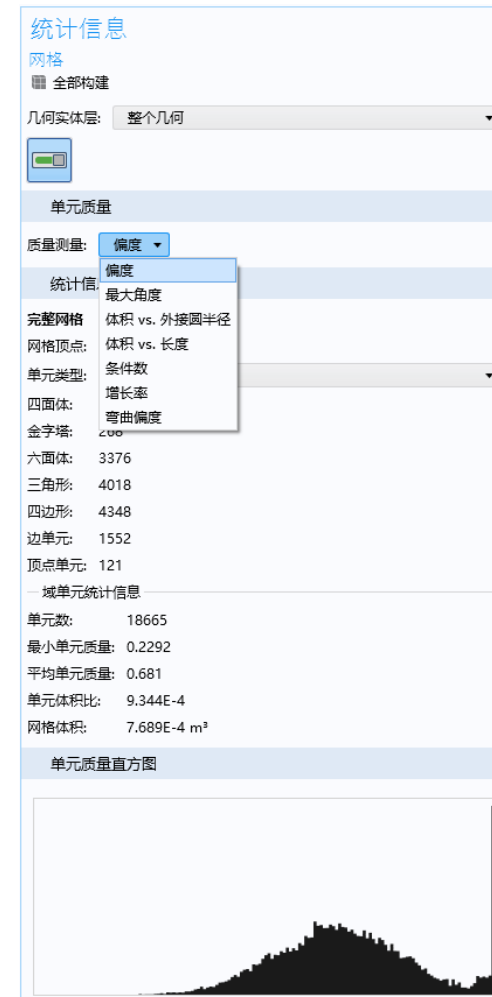 统计信息
网格
全部构建
几何实体层: 整个几何
单元质量
质量测量: 偏度
偏度
统计信
最大角度
完整网格 体积 vs. 外接圆半径
网格顶点: 体积 vs. 长度
单元类型: 条件数
增长率
四面体: 弯曲偏度
金字塔: 268
六面体: 3376
三角形: 4018
四边形: 4348
边单元: 1552
顶点单元: 121
域单元统计信息
单元数: 18665
最小单元质量: 0.2292
平均单元质量: 0.681
单元体积比: 9.344E-4
网格体积: 7.689E-4 m³
单元质量直方图